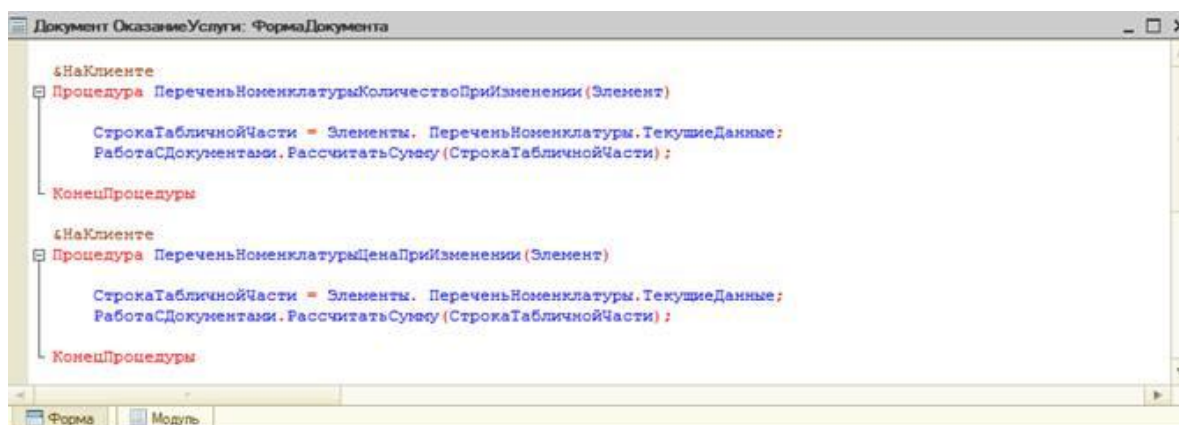 Документ ОказаниеУслуги: ФормаДокумента
&НаКлиенте
Процедура ПереченьНоменклатурыКоличествоПриИзменении(Элемент)
СтрокаТабличнойЧасти = Элементы. ПереченьНоменклатуры.ТекущиеДанные;
РаботаСДокументами.РассчитатьСумму(СтрокаТабличнойЧасти);
КонецПроцедуры
&НаКлиенте
Процедура ПереченьНоменклатурыЦенаПриИзменении(Элемент)
СтрокаТабличнойЧасти = Элементы. ПереченьНоменклатуры.ТекущиеДанные;
РаботаСДокументами.РассчитатьСумму(СтрокаТабличнойЧасти);
КонецПроцедуры
Форма Модуль